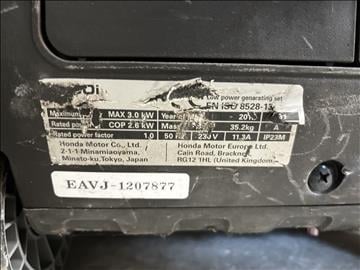 Low power generating set
EN ISO 8528-13
MAX 3.0 kW Year of
Rated COP 2.6 kW Mass 35.2kg A
Rated power factor 1.0 50 Hz 230 V 11.3A IP23M
Honda Motor Co., Ltd. Honda Motor Europe Ltd.
2-1-1 Minamiaoyama, Cain Road, Bracknell,
Minato-ku,Tokyo, Japan RG12 1HL (United Kingdom)
EAVJ-1207877